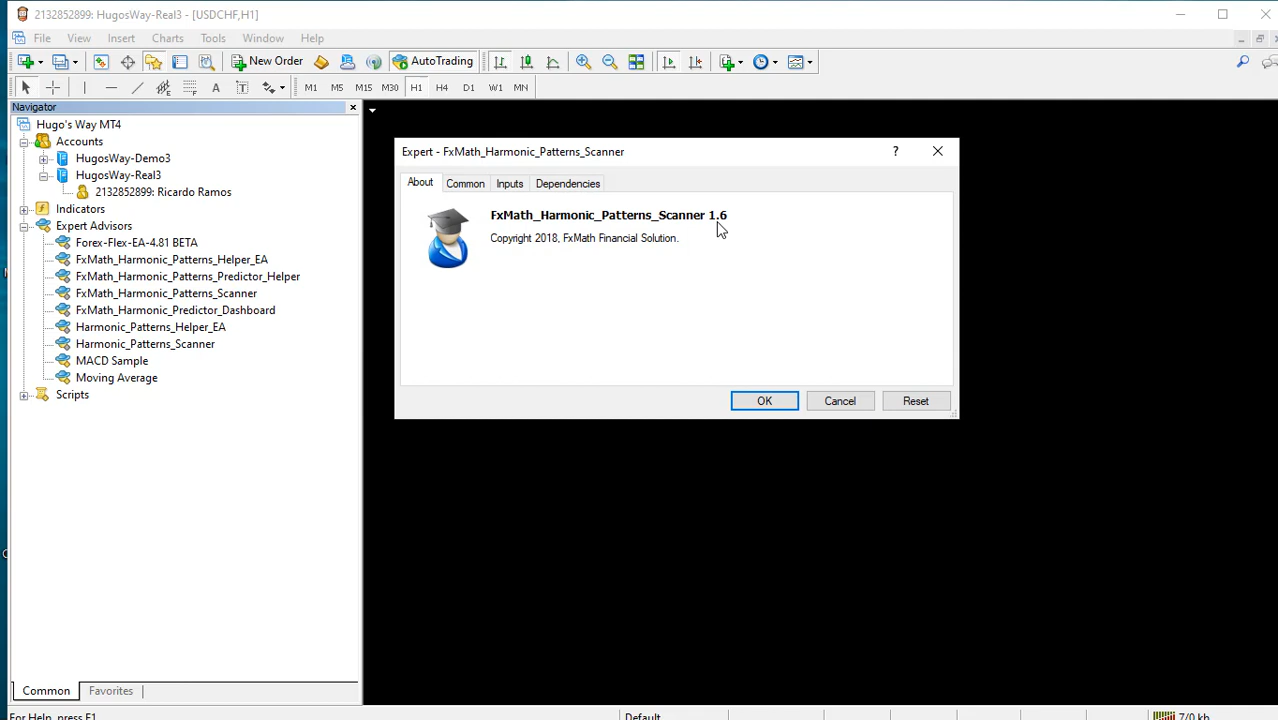 2132852899: HugosWay-Real3 - [USDCHF,H1]
File View Insert Charts Tools Window Help
New Order AutoTrading
A T M1 M5 M15 M30 H1 H4 D1 W1 MN
Navigator
Hugo's Way MT4
Accounts
HugosWay-Demo3
HugosWay-Real3
2132852899: Ricardo Ramos
Indicators
Expert Advisors
Forex-Flex-EA-4.81 BETA
FxMath_Harmonic_Patterns_Helper_EA
FxMath_Harmonic_Patterns_Predictor_Helper
FxMath_Harmonic_Patterns_Scanner
FxMath_Harmonic_Predictor_Dashboard
Harmonic_Patterns_Helper_EA
Harmonic_Patterns_Scanner
MACD Sample
Moving Average
Scripts
Common Favorites
Expert - FxMath_Harmonic_Patterns_Scanner ?
About Common Inputs Dependencies
FxMath_Harmonic_Patterns_Scanner 1.6
Copyright 2018, FxMath Financial Solution.
OK Cancel Reset
For Help, press F1 Default 7/0 kb